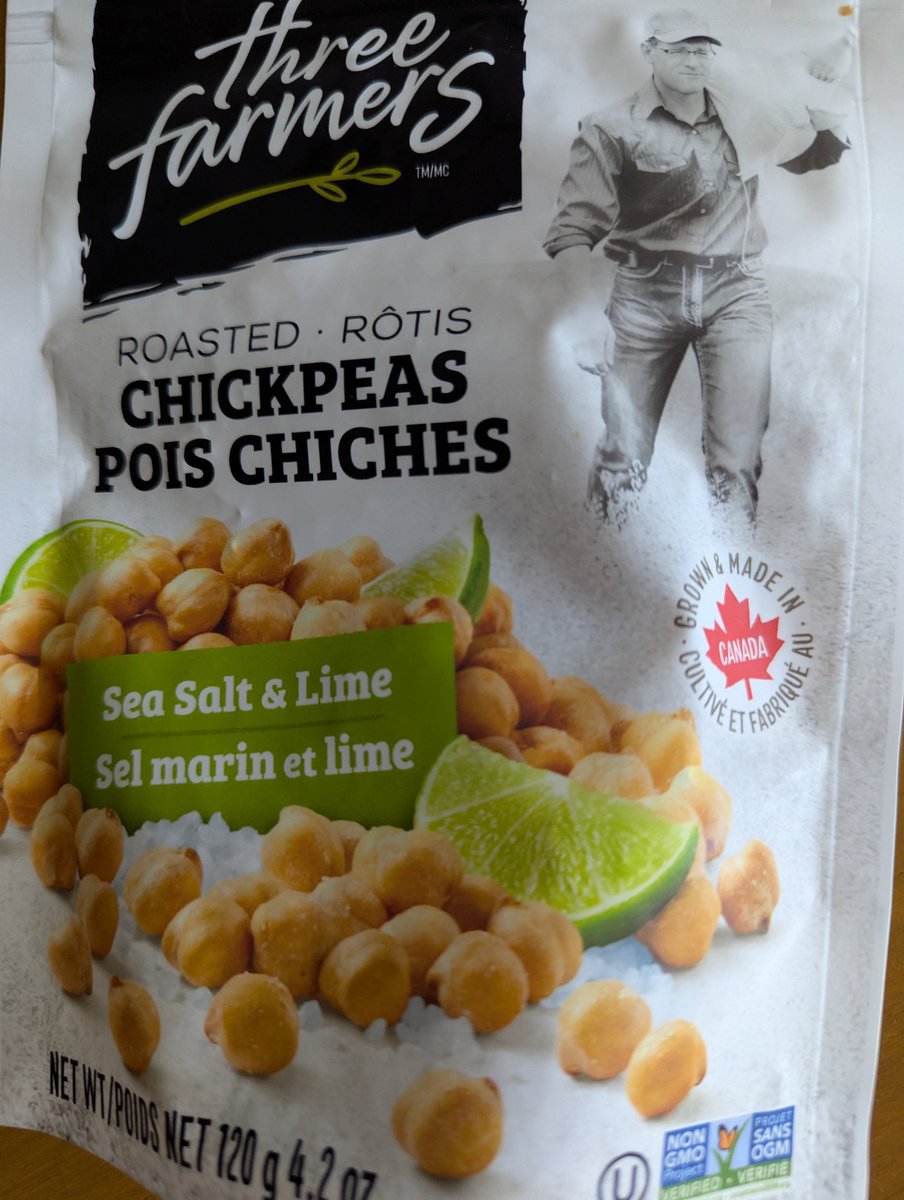 three
farmers
TM/MC
ROASTED · RÔTIS
CHICKPEAS
POIS CHICHES
· GROWN & MADE IN ·
CANADA
CULTIVÉ ET FABRIQUÉ AU
Sea Salt & Lime
Sel marin et lime
NET WT/POIDS NET 120 g 4.2 oz
U
NON
GMO
Project
VERIFIED
PROJET
SANS
OGM
VERIFIÉ